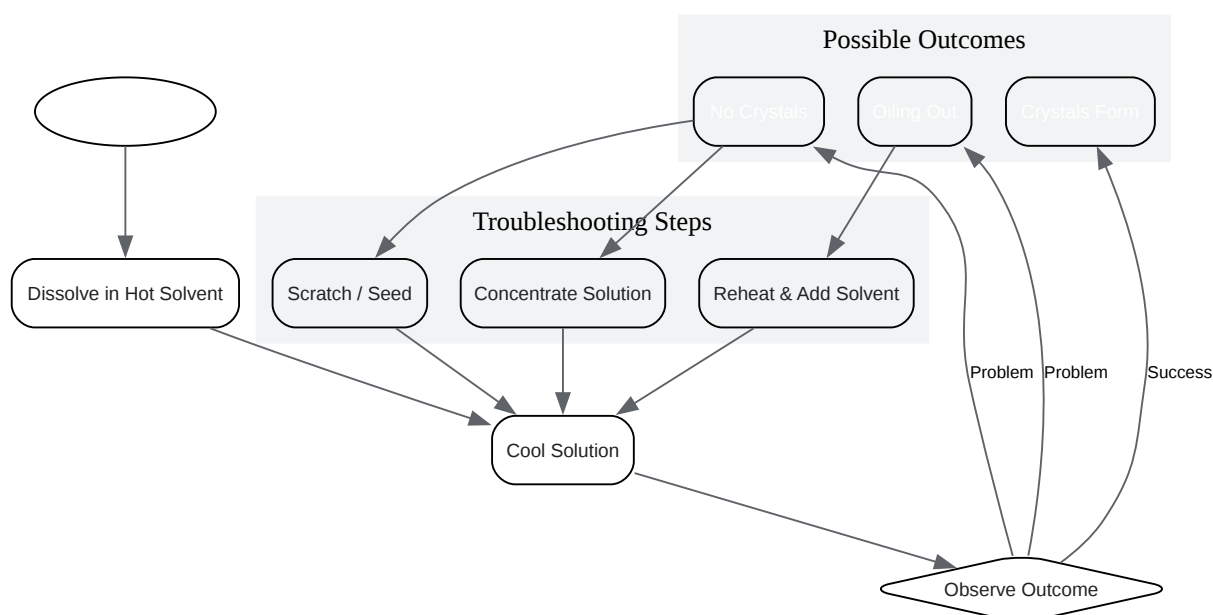 Possible Outcomes
No Crystals
Oiling Out
Crystals Form
Troubleshooting Steps
Dissolve in Hot Solvent
Scratch / Seed
Concentrate Solution
Reheat & Add Solvent
Problem
Problem
Success
Cool Solution
Observe Outcome